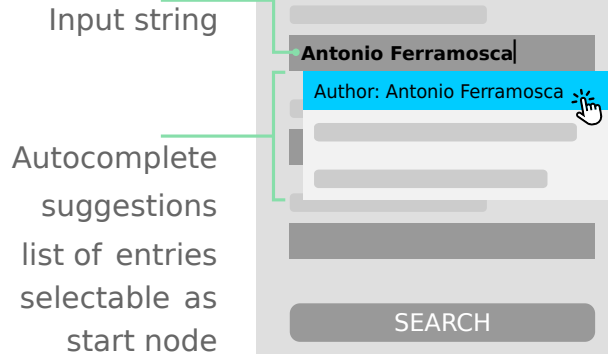 Input string
Antonio Ferramosca
Author: Antonio Ferramosca
Autocomplete
suggestions
list of entries
selectable as
start node
SEARCH